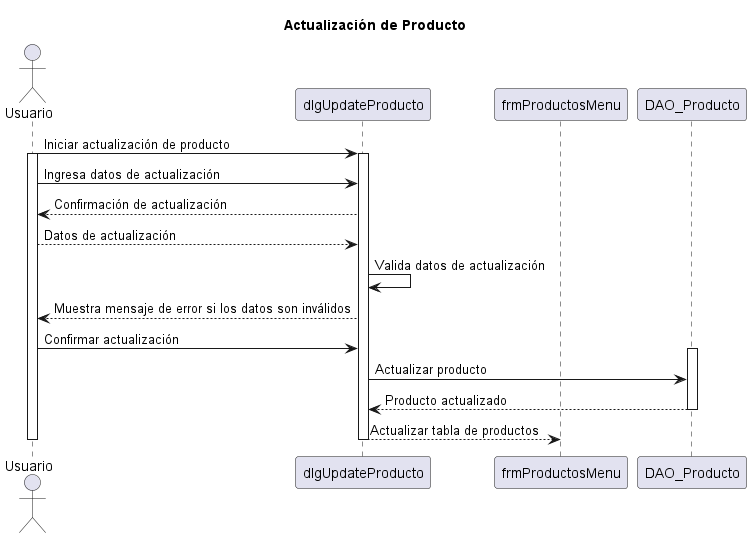 Actualización de Producto
Usuario
dlgUpdateProducto
frmProductosMenu
DAO_Producto
Iniciar actualización de producto
Ingresa datos de actualización
Confirmación de actualización
Datos de actualización
Valida datos de actualización
Muestra mensaje de error si los datos son inválidos
Confirmar actualización
Actualizar producto
Producto actualizado
Actualizar tabla de productos
Usuario
dlgUpdateProducto
frmProductosMenu
DAO_Producto